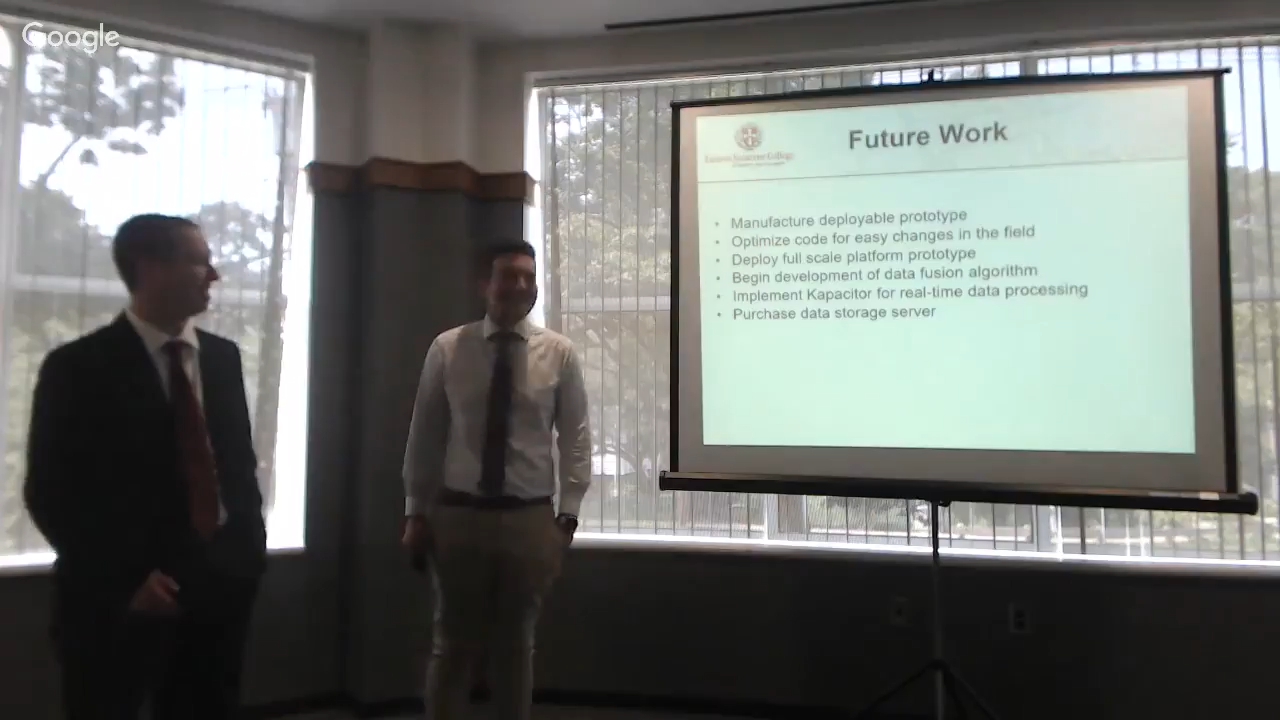 Google
Future Work
• Manufacture deployable prototype
• Optimize code for easy changes in the field
• Deploy full scale platform prototype
• Begin development of data fusion algorithm
• Implement Kapacitor for real-time data processing
• Purchase data storage server